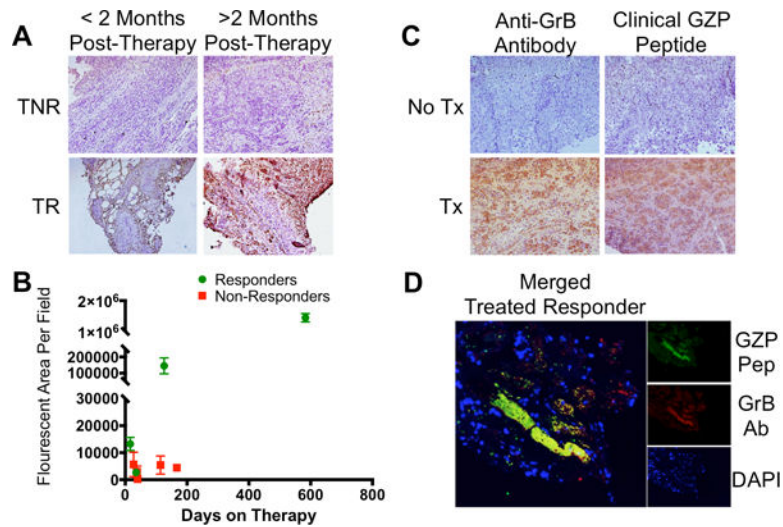 A
< 2 Months
Post-Therapy
>2 Months
Post-Therapy
TNR
TR
B
Responders
Non-Responders
Flourescent Area Per Field
2×10⁶
1×10⁶
200000
100000
30000
20000
10000
0
0 200 400 600 800
Days on Therapy
C
Anti-GrB
Antibody
Clinical GZP
Peptide
No Tx
Tx
D
Merged
Treated Responder
GZP
Pep
GrB
Ab
DAPI